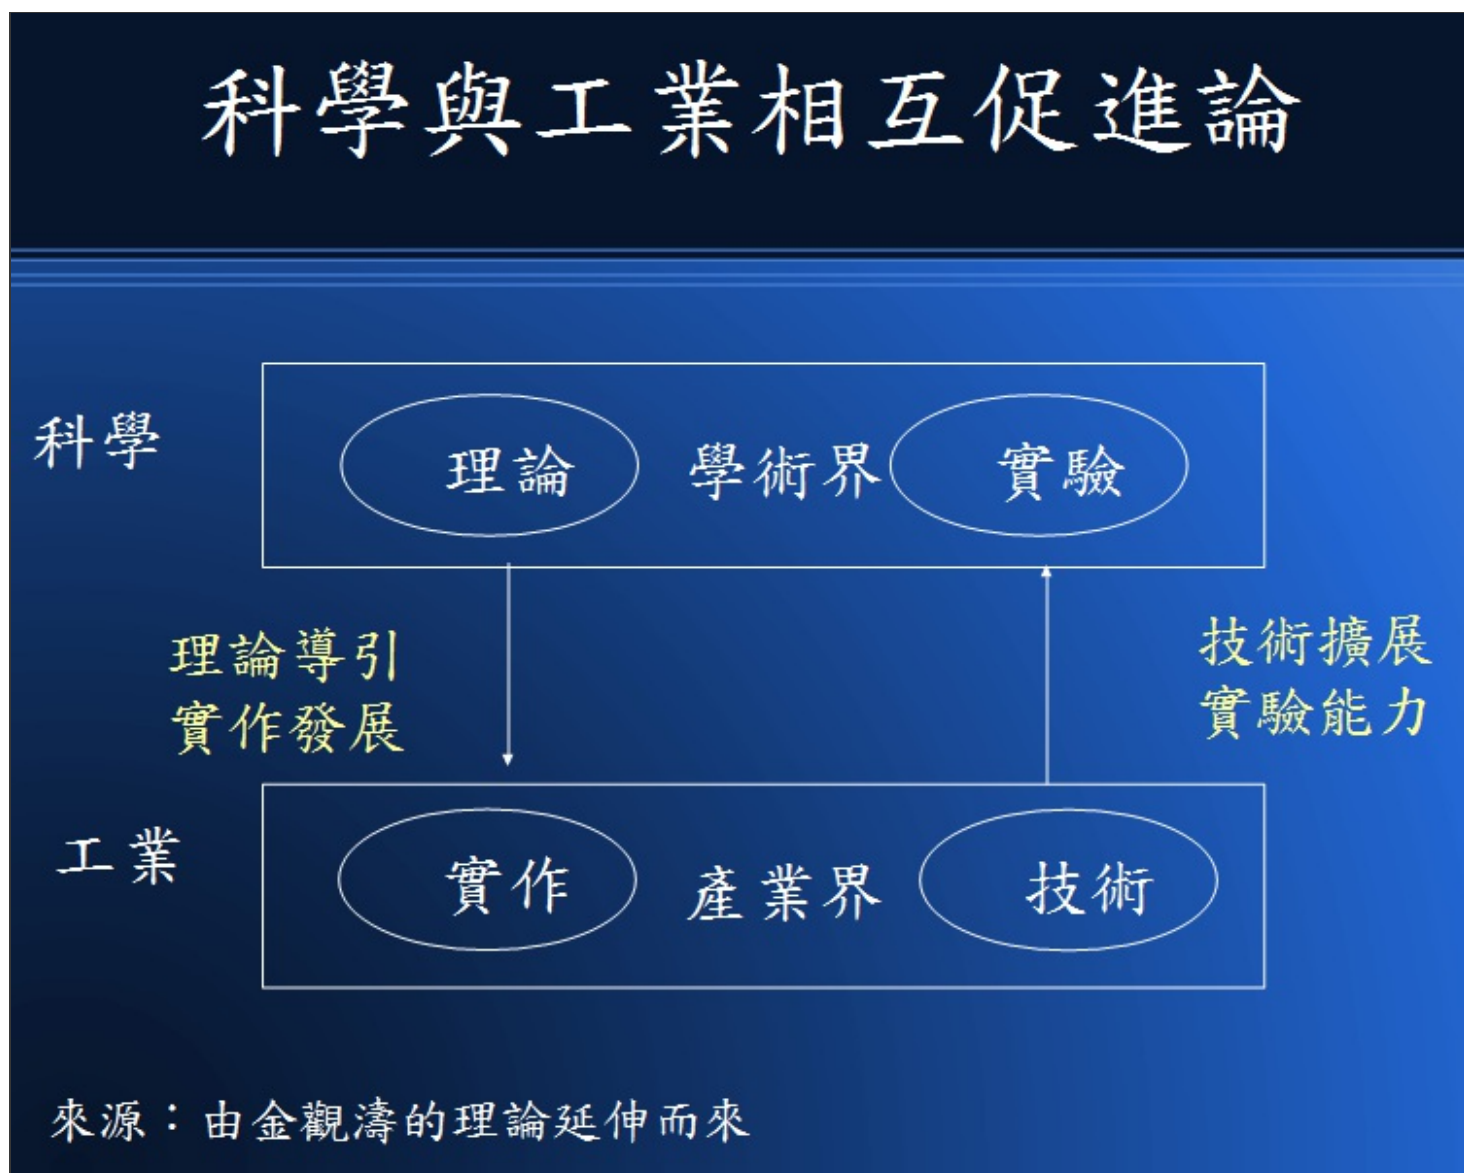 科學與工業相互促進論
科學
理論
學術界
實驗
理論導引
實作發展
技術擴展
實驗能力
工業
實作
產業界
技術
來源：由金觀濤的理論延伸而來